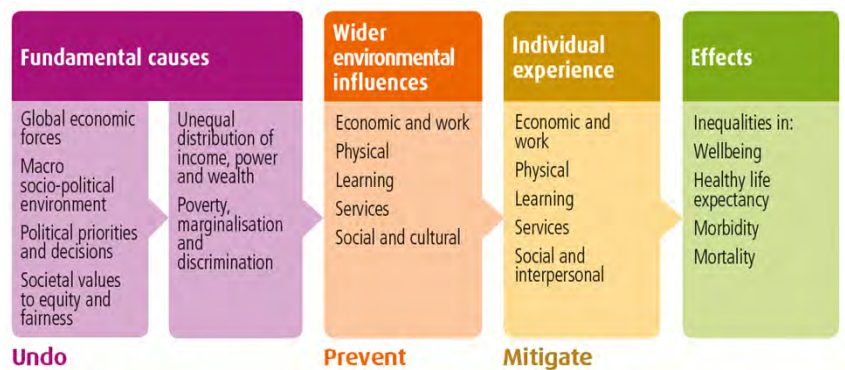 Fundamental causes
Global economic
forces
Macro
socio-political
environment
Political priorities
and decisions
Societal values
to equity and
fairness
Unequal
distribution of
income, power
and wealth
Poverty,
marginalisation
and
discrimination
Undo
Wider
environmental
influences
Economic and work
Physical
Learning
Services
Social and cultural
Prevent
Individual
experience
Economic and
work
Physical
Learning
Services
Social and
interpersonal
Mitigate
Effects
Inequalities in:
Wellbeing
Healthy life
expectancy
Morbidity
Mortality